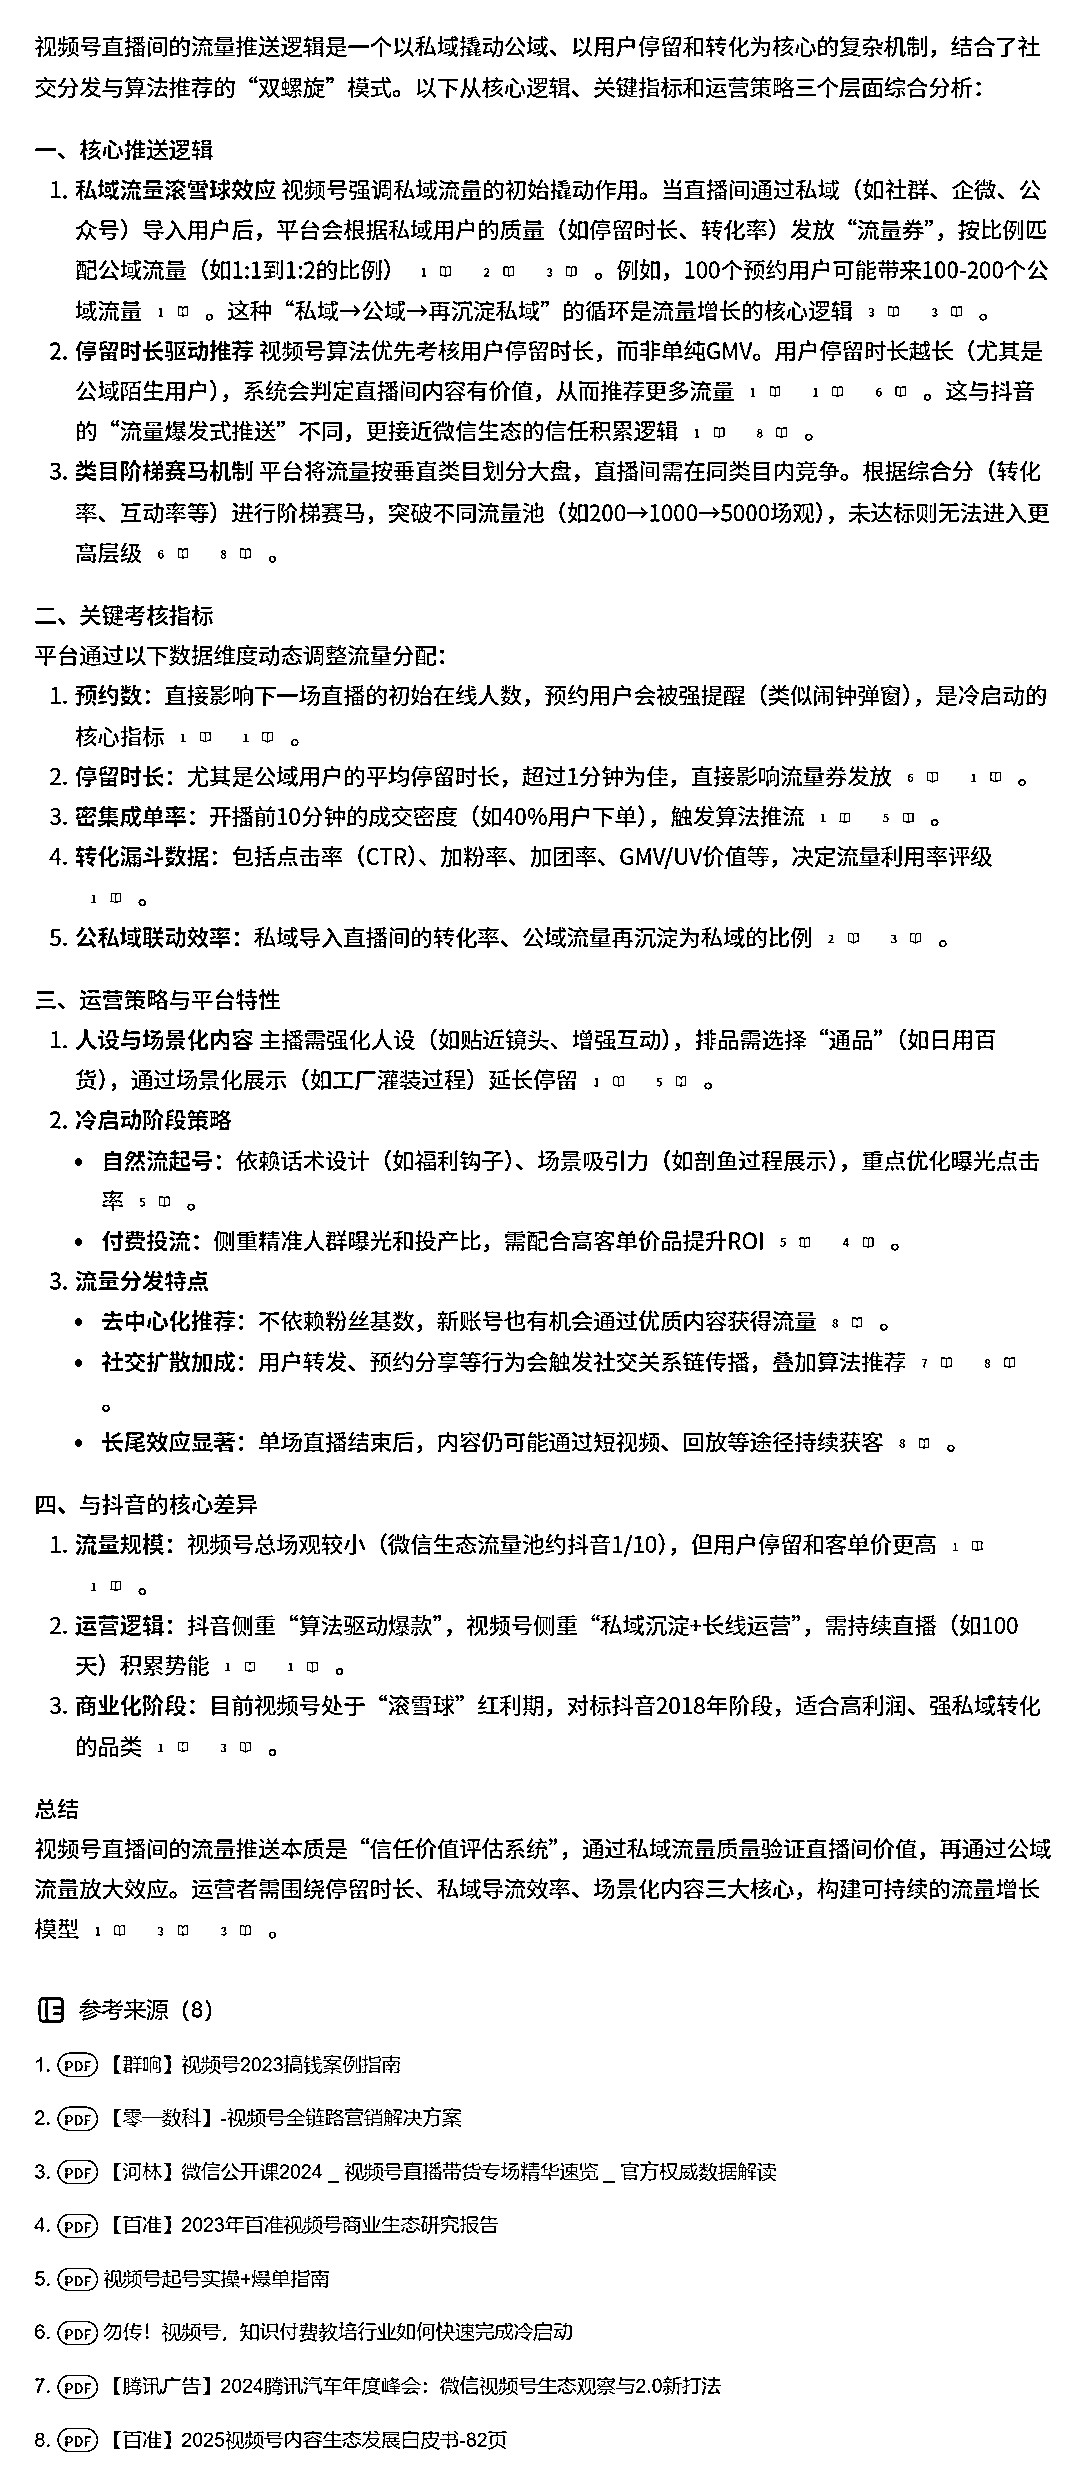 视频号直播间的流量推送逻辑是一个以私域撬动公域、以用户停留和转化为核心的复杂机制，结合了社
交分发与算法推荐的“双螺旋”模式。以下从核心逻辑、关键指标和运营策略三个层面综合分析：
一、核心推送逻辑
1. 私域流量滚雪球效应 视频号强调私域流量的初始撬动作用。当直播间通过私域（如社群、企微、公
众号）导入用户后，平台会根据私域用户的质量（如停留时长、转化率）发放“流量券”，按比例匹
配公域流量（如1:1到1:2的比例） 1 2 3 。例如，100个预约用户可能带来100-200个公
域流量 1 。这种“私域→公域→再沉淀私域”的循环是流量增长的核心逻辑 3 3 。
2. 停留时长驱动推荐 视频号算法优先考核用户停留时长，而非单纯GMV。用户停留时长越长（尤其是
公域陌生用户），系统会判定直播间内容有价值，从而推荐更多流量 1 1 6 。这与抖音
的“流量爆发式推送”不同，更接近微信生态的信任积累逻辑 1 8 。
3. 类目阶梯赛马机制 平台将流量按垂直类目划分大盘，直播间需在同类目内竞争。根据综合分（转化
率、互动率等）进行阶梯赛马，突破不同流量池（如200→1000→5000场观），未达标则无法进入更
高层级 6 8 。
二、关键考核指标
平台通过以下数据维度动态调整流量分配：
1. 预约数：直接影响下一场直播的初始在线人数，预约用户会被强提醒（类似闹钟弹窗），是冷启动的
核心指标 1 1 。
2. 停留时长：尤其是公域用户的平均停留时长，超过1分钟为佳，直接影响流量券发放 6 1 。
3. 密集成单率：开播前10分钟的成交密度（如40%用户下单），触发算法推流 1 5 。
4. 转化漏斗数据：包括点击率（CTR）、加粉率、加团率、GMV/UV价值等，决定流量利用率评级
1 。
5. 公私域联动效率：私域导入直播间的转化率、公域流量再沉淀为私域的比例 2 3 。
三、运营策略与平台特性
1. 人设与场景化内容 主播需强化人设（如贴近镜头、增强互动），排品需选择“通品”（如日用百
货），通过场景化展示（如工厂灌装过程）延长停留 1 5 。
2. 冷启动阶段策略
• 自然流起号：依赖话术设计（如福利钩子）、场景吸引力（如剖鱼过程展示），重点优化曝光点击
率 5 。
• 付费投流：侧重精准人群曝光和投产比，需配合高客单价品提升ROI 5 4 。
3. 流量分发特点
• 去中心化推荐：不依赖粉丝基数，新账号也有机会通过优质内容获得流量 8 。
• 社交扩散加成：用户转发、预约分享等行为会触发社交关系链传播，叠加算法推荐 7 8
。
• 长尾效应显著：单场直播结束后，内容仍可能通过短视频、回放等途径持续获客 8 。
四、与抖音的核心差异
1. 流量规模：视频号总场观较小（微信生态流量池约抖音1/10），但用户停留和客单价更高 1
1 。
2. 运营逻辑：抖音侧重“算法驱动爆款”，视频号侧重“私域沉淀+长线运营”，需持续直播（如100
天）积累势能 1 1 。
3. 商业化阶段：目前视频号处于“滚雪球”红利期，对标抖音2018年阶段，适合高利润、强私域转化
的品类 1 3 。
总结
视频号直播间的流量推送本质是“信任价值评估系统”，通过私域流量质量验证直播间价值，再通过公域
流量放大效应。运营者需围绕停留时长、私域导流效率、场景化内容三大核心，构建可持续的流量增长
模型 1 3 3 。
参考来源（8）
1. PDF 【群响】视频号2023搞钱案例指南
2. PDF 【零一数科】-视频号全链路营销解决方案
3. PDF 【河林】微信公开课2024 _ 视频号直播带货专场精华速览 _ 官方权威数据解读
4. PDF 【百准】2023年百准视频号商业生态研究报告
5. PDF 视频号起号实操+爆单指南
6. PDF 勿传！视频号，知识付费教培行业如何快速完成冷启动
7. PDF 【腾讯广告】2024腾讯汽车年度峰会：微信视频号生态观察与2.0新打法
8. PDF 【百准】2025视频号内容生态发展白皮书-82页